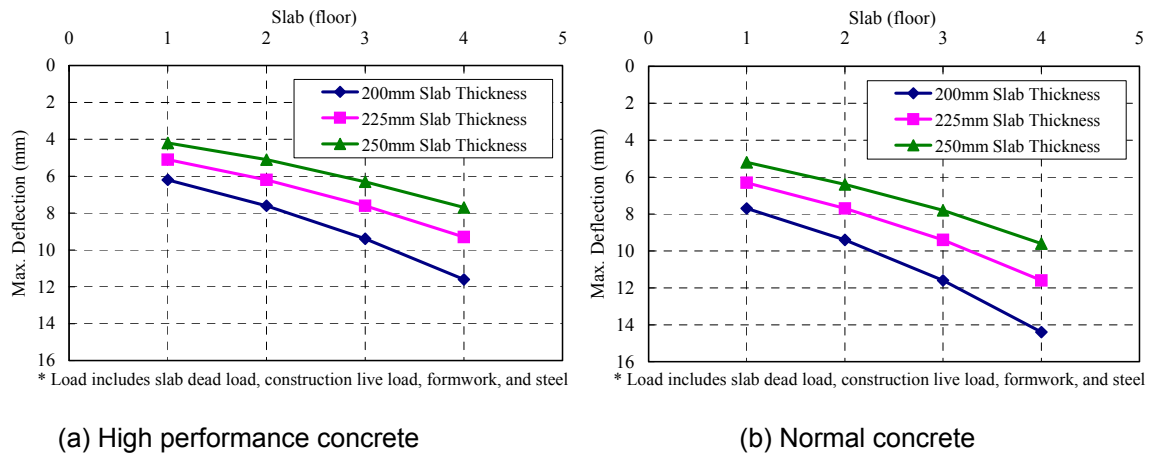 Slab (floor)
0 1 2 3 4 5
0
2
4
6
8
10
12
14
16
Max. Deflection (mm)
200mm Slab Thickness
225mm Slab Thickness
250mm Slab Thickness
* Load includes slab dead load, construction live load, formwork, and steel
(a) High performance concrete
Slab (floor)
0 1 2 3 4 5
0
2
4
6
8
10
12
14
16
Max. Deflection (mm)
200mm Slab Thickness
225mm Slab Thickness
250mm Slab Thickness
* Load includes slab dead load, construction live load, formwork, and steel
(b) Normal concrete